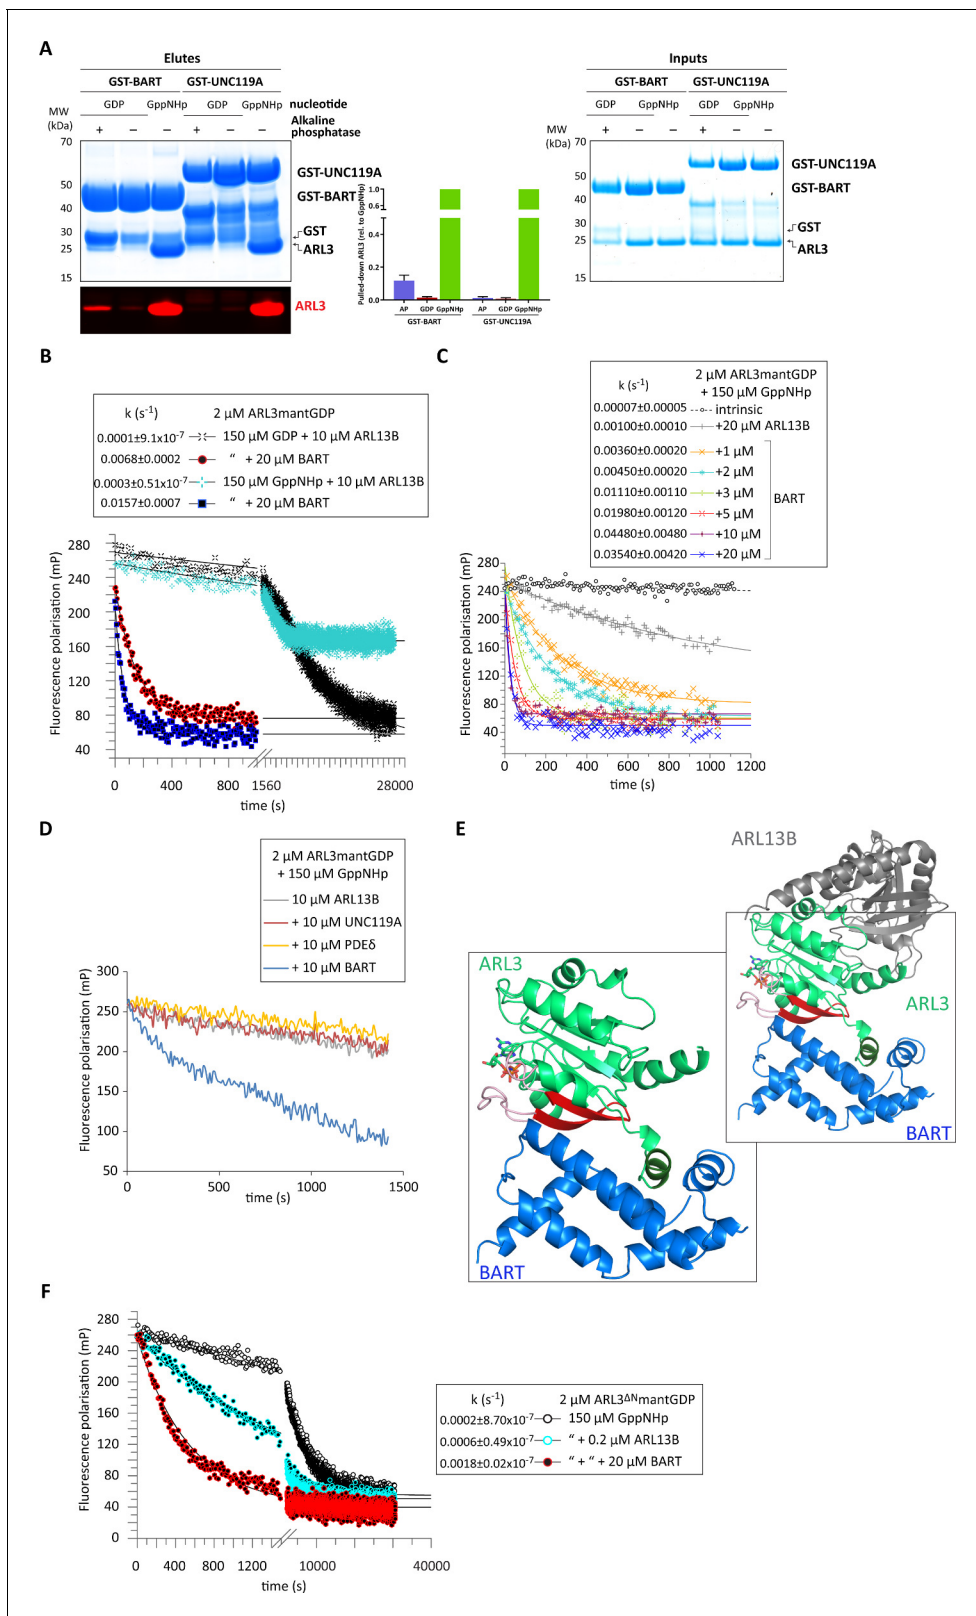 A
Elutes
GST-BART GST-UNC119A
GDP GppNHp GDP GppNHp nucleotide
MW (kDa)
+ − − + − − Alkaline phosphatase
70
50
40
30
25
15
GST-UNC119A
GST-BART
GST
ARL3
ARL3
Pulled-down ARL3 (rel. to GppNHp)
1.0
0.6
0.4
0.2
0.0
AP GDP GppNHp AP GDP GppNHp
GST-BART GST-UNC119A
Inputs
GST-BART GST-UNC119A
GDP GppNHp GDP GppNHp
MW (kDa)
+ − − + − −
70
50
40
30
25
15
GST-UNC119A
GST-BART
GST
ARL3
B
k (s-1) 2 µM ARL3mantGDP
0.0001±9.1x10-7 150 µM GDP + 10 µM ARL13B
0.0068±0.0002 “ + 20 µM BART
0.0003±0.51x10-7 150 µM GppNHp + 10 µM ARL13B
0.0157±0.0007 “ + 20 µM BART
Fluorescence polarisation (mP)
280
240
200
160
120
80
40
0 400 800 1560 28000
time (s)
C
k (s-1) 2 µM ARL3mantGDP + 150 µM GppNHp
0.00007±0.00005 intrinsic
0.00100±0.00010 +20 µM ARL13B
0.00360±0.00020 +1 µM
0.00450±0.00020 +2 µM
0.01110±0.00110 +3 µM
0.01980±0.00120 +5 µM
0.04480±0.00480 +10 µM
0.03540±0.00420 +20 µM
BART
Fluorescence polarisation (mP)
280
240
200
160
120
80
40
0 200 400 600 800 1000 1200
time (s)
D
2 µM ARL3mantGDP
+ 150 µM GppNHp
10 µM ARL13B
+ 10 µM UNC119A
+ 10 µM PDEδ
+ 10 µM BART
Fluorescence polarisation (mP)
300
250
200
150
100
50
0 500 1000 1500
time (s)
E
ARL13B
ARL3
BART
ARL3
BART
F
Fluorescence polarisation (mP)
280
240
200
160
120
80
40
0
0 400 800 1200 10000 40000
time (s)
k (s-1) 2 µM ARL3ΔNmantGDP
0.0002±8.70x10-7 150 µM GppNHp
0.0006±0.49x10-7 “ + 0.2 µM ARL13B
0.0018±0.02x10-7 “ + “ + 20 µM BART